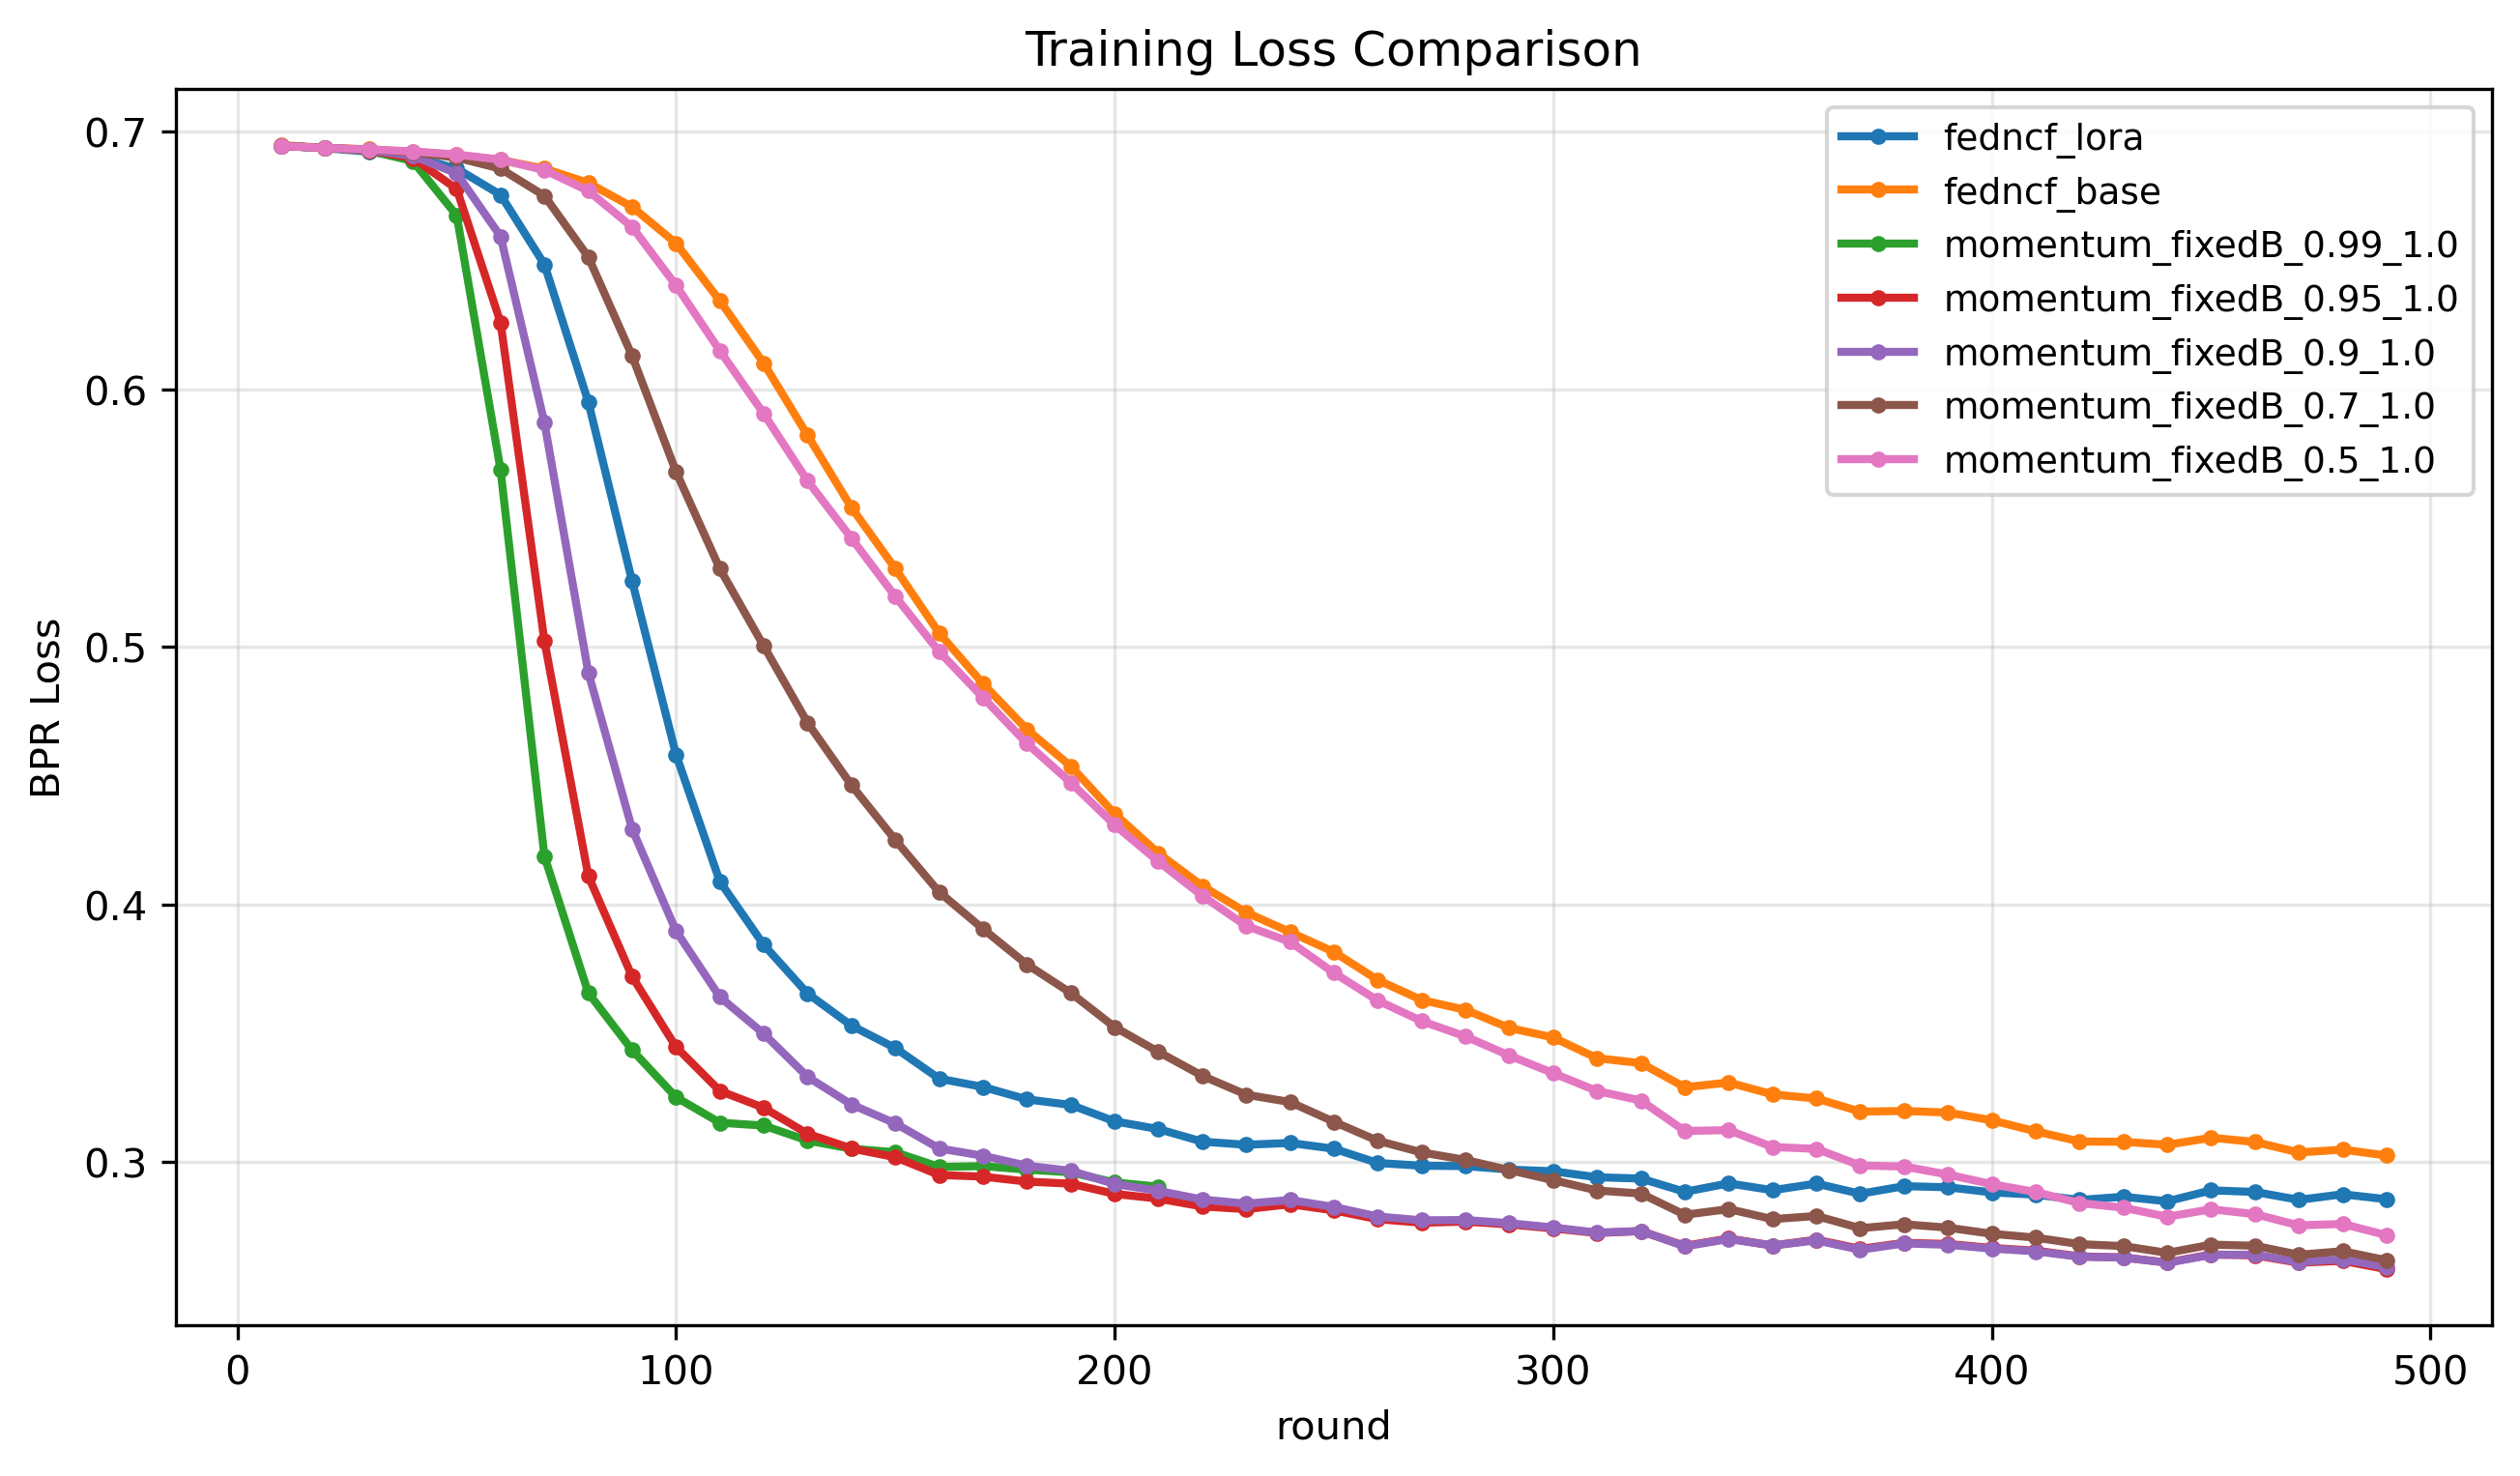 Training Loss Comparison
0.7
0.6
0.5
0.4
0.3
BPR Loss
fedncf_lora
fedncf_base
momentum_fixedB_0.99_1.0
momentum_fixedB_0.95_1.0
momentum_fixedB_0.9_1.0
momentum_fixedB_0.7_1.0
momentum_fixedB_0.5_1.0
0 100 200 300 400 500
round